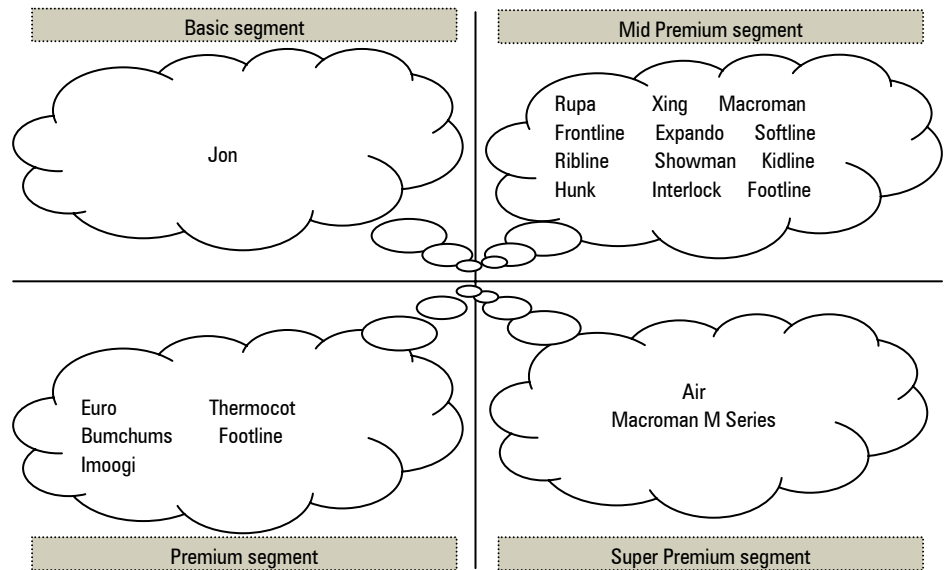 Basic segment
Jon
Mid Premium segment
Rupa Xing Macroman
Frontline Expando Softline
Ribline Showman Kidline
Hunk Interlock Footline
Euro Thermocot
Bumchums Footline
Imoogi
Premium segment
Air
Macroman M Series
Super Premium segment